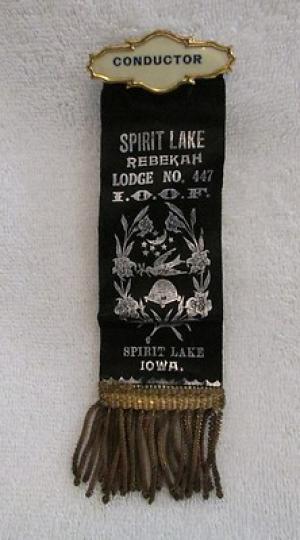 CONDUCTOR
SPIRIT LAKE
REBEKAH
LODGE NO. 447
I.O.O.F.
SPIRIT LAKE
IOWA.